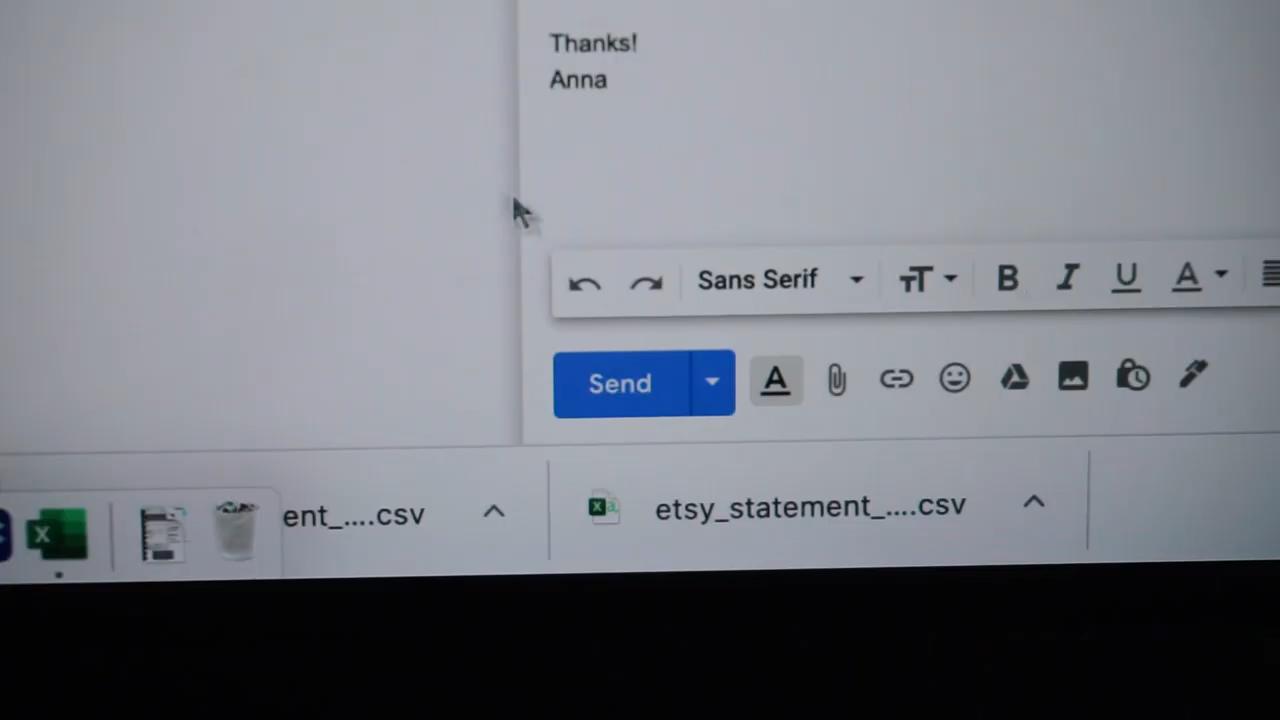 Thanks!
Anna
Sans Serif
B I U A
Send
A
ent_....csv
etsy_statement_....csv